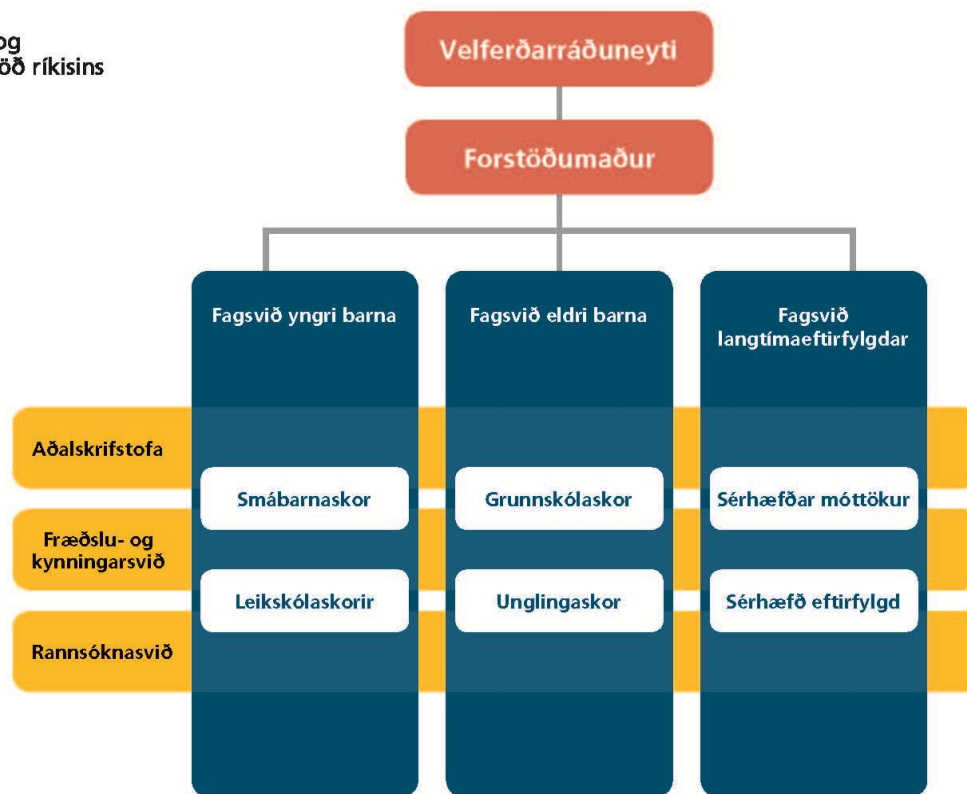 og
öð ríkisins
Velferðarráðuneyti
Forstöðumaður
Fagsvið yngri barna
Fagsvið eldri barna
Fagsvið
langtímaeftirfylgdar
Aðalskrifstofa
Smábarnaskor
Grunnskólaskor
Sérhæfðar móttökur
Fræðslu- og
kynningarsvið
Leikskólaskorir
Unglingaskor
Sérhæfð eftirfylgd
Rannsóknasvið